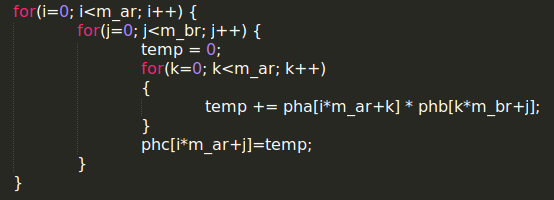 for(i=0; i<m_ar; i++) {
for(j=0; j<m_br; j++) {
temp = 0;
for(k=0; k<m_ar; k++)
{
temp += pha[i*m_ar+k] * phb[k*m_br+j];
}
phc[i*m_ar+j]=temp;
}
}